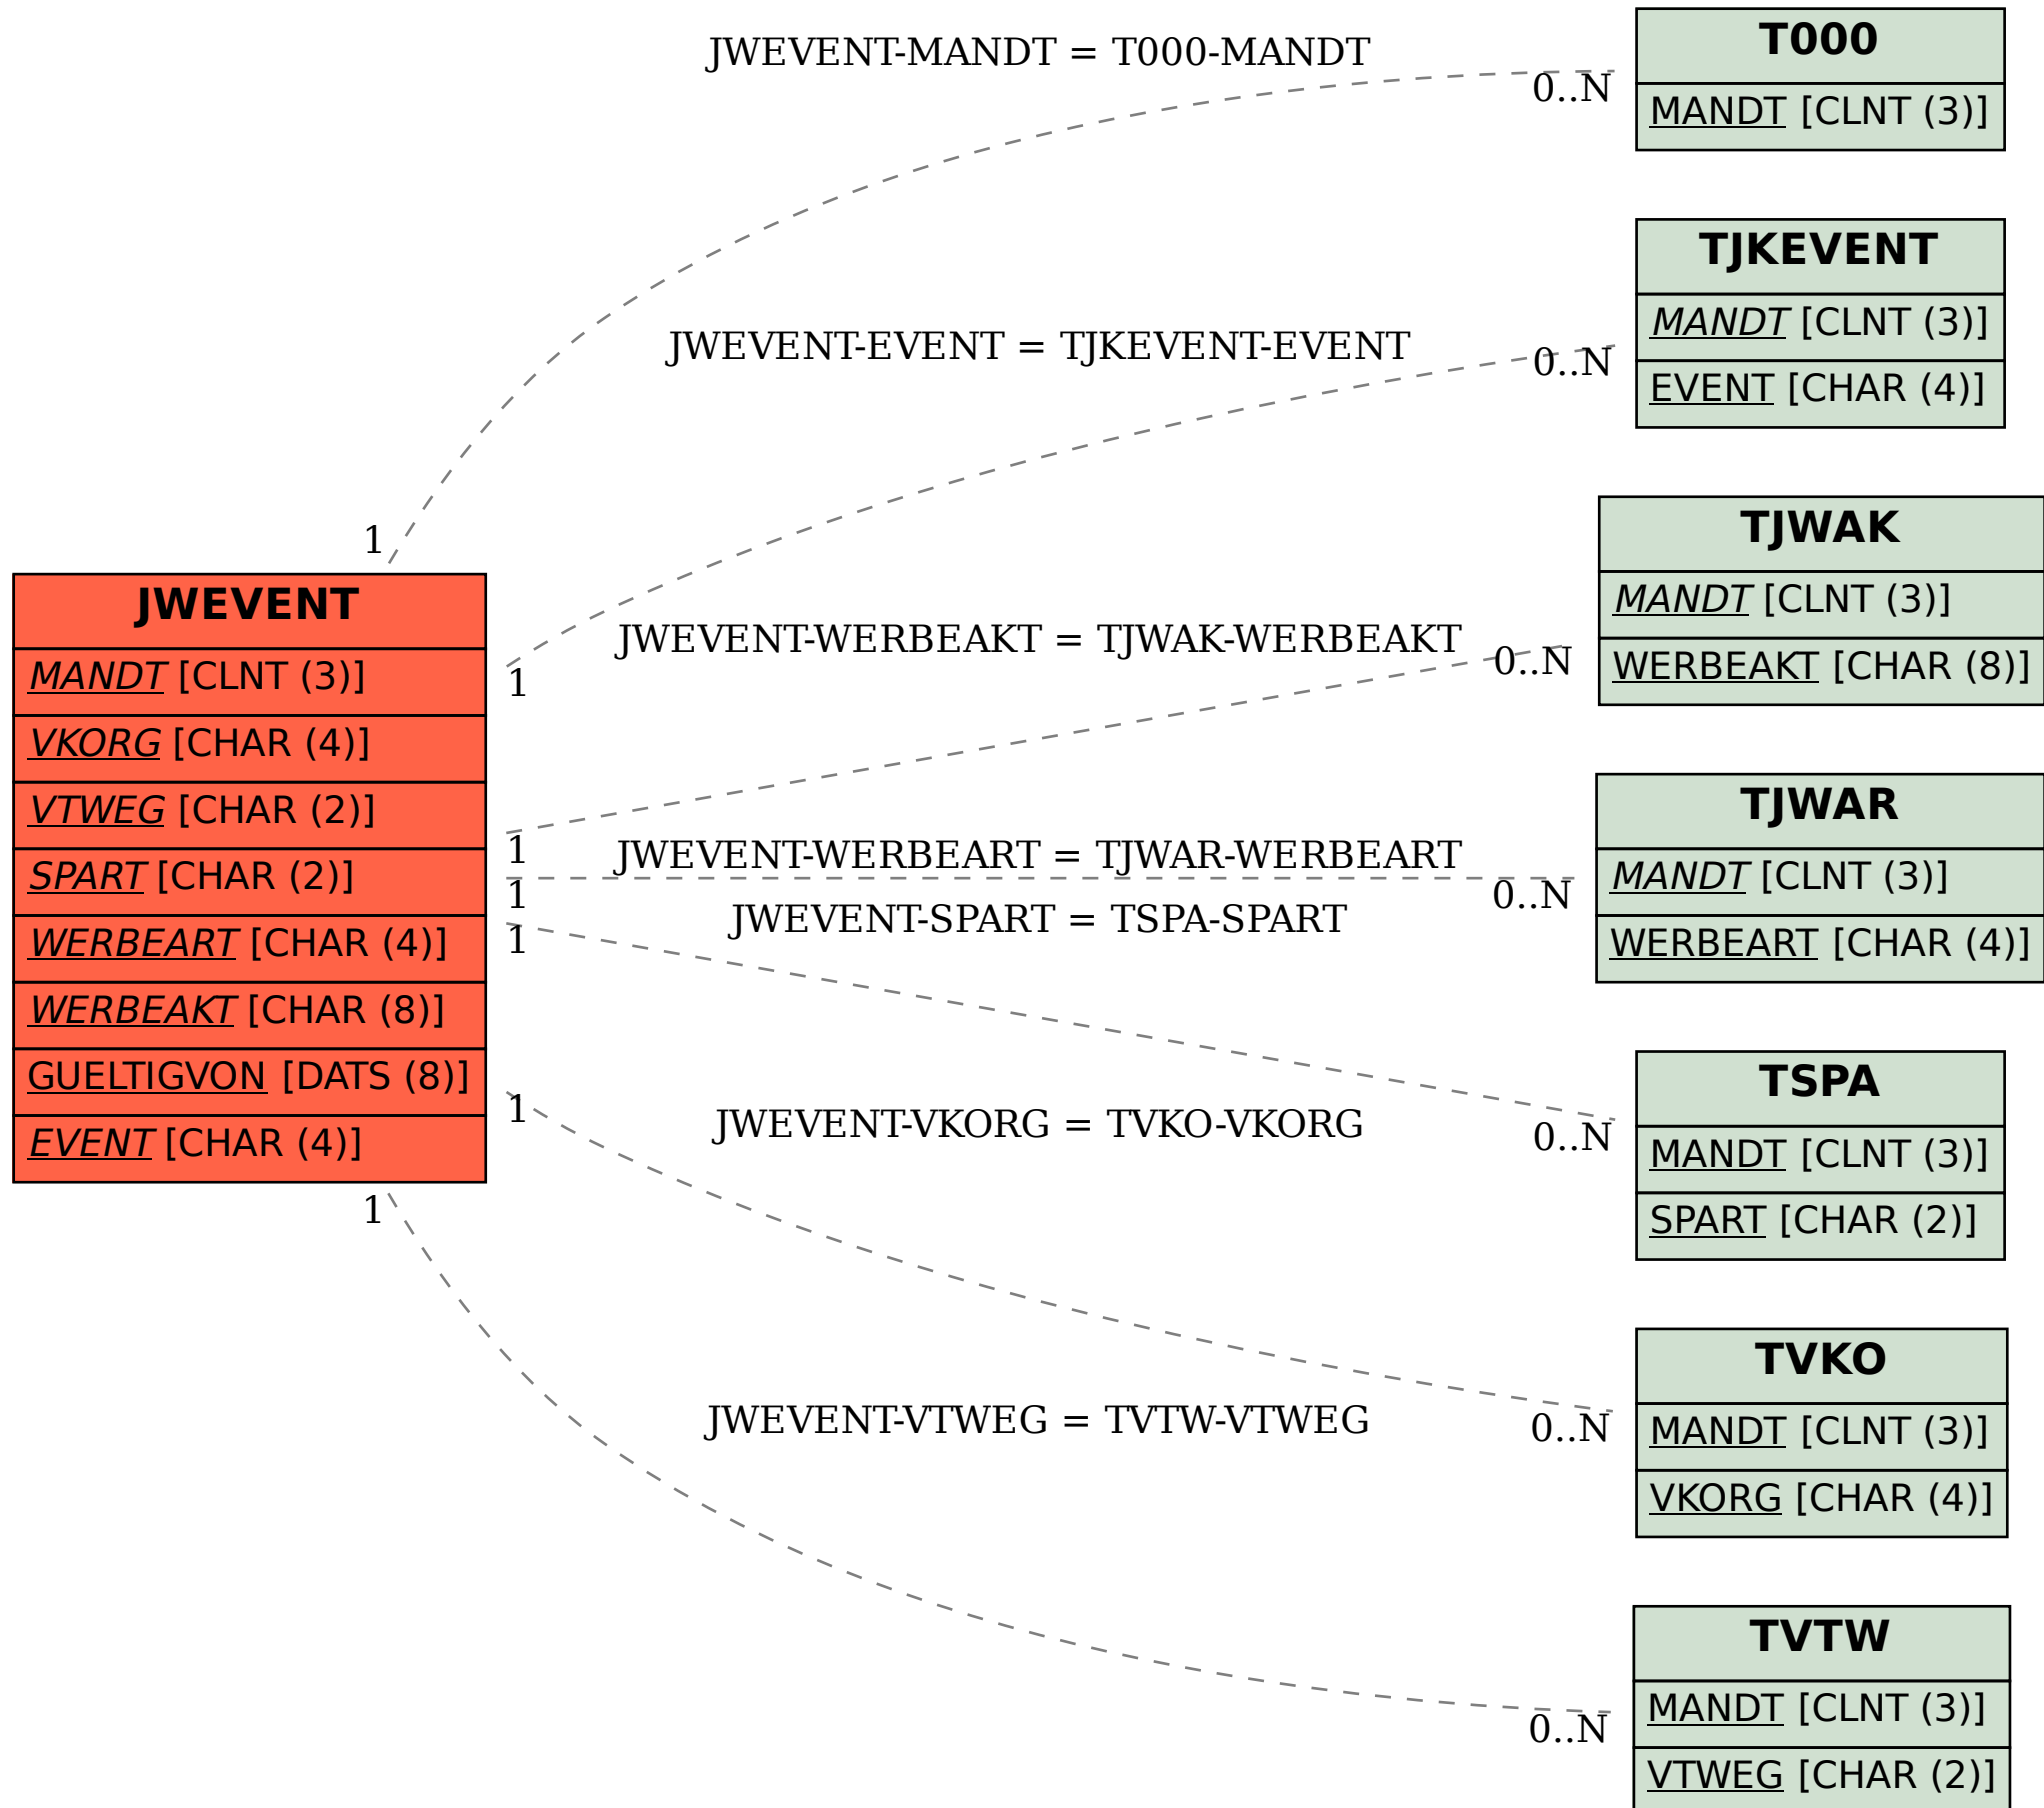 JWEVENT
MANDT [CLNT (3)]
VKORG [CHAR (4)]
VTWEG [CHAR (2)]
SPART [CHAR (2)]
WERBEART [CHAR (4)]
WERBEAKT [CHAR (8)]
GUELTIGVON [DATS (8)]
EVENT [CHAR (4)]
JWEVENT-MANDT = T000-MANDT
1
0..N
JWEVENT-EVENT = TJKEVENT-EVENT
1
0..N
JWEVENT-WERBEAKT = TJWAK-WERBEAKT
1
0..N
JWEVENT-WERBEART = TJWAR-WERBEART
1
0..N
JWEVENT-SPART = TSPA-SPART
1
0..N
JWEVENT-VKORG = TVKO-VKORG
1
0..N
JWEVENT-VTWEG = TVTW-VTWEG
1
0..N
T000
MANDT [CLNT (3)]
TJKEVENT
MANDT [CLNT (3)]
EVENT [CHAR (4)]
TJWAK
MANDT [CLNT (3)]
WERBEAKT [CHAR (8)]
TJWAR
MANDT [CLNT (3)]
WERBEART [CHAR (4)]
TSPA
MANDT [CLNT (3)]
SPART [CHAR (2)]
TVKO
MANDT [CLNT (3)]
VKORG [CHAR (4)]
TVTW
MANDT [CLNT (3)]
VTWEG [CHAR (2)]